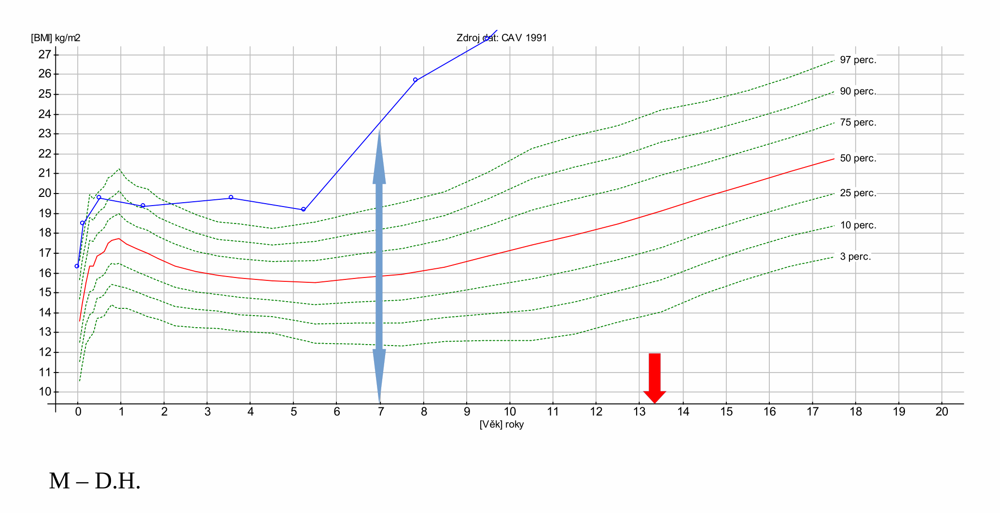 [BMI] kg/m2
Zdroj dat: CAV 1991
27
26
25
24
23
22
21
20
19
18
17
16
15
14
13
12
11
10
97 perc.
90 perc.
75 perc.
50 perc.
25 perc.
10 perc.
3 perc.
0 1 2 3 4 5 6 7 8 9 10 11 12 13 14 15 16 17 18 19 20
[Věk] roky
M – D.H.